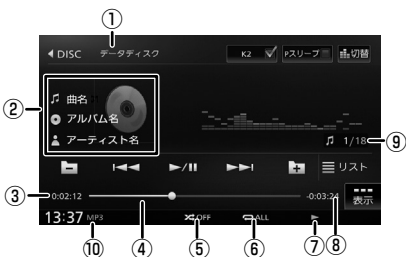 ①
DISC データディスク K2 Pスリープ 切替
② 曲名
アルバム名
アーティスト名
1/18 ⑨
リスト
③ 0:02:12 -0:03:24 表示
13:37 MP3 OFF ALL
⑩ ④ ⑤ ⑥ ⑦ ⑧